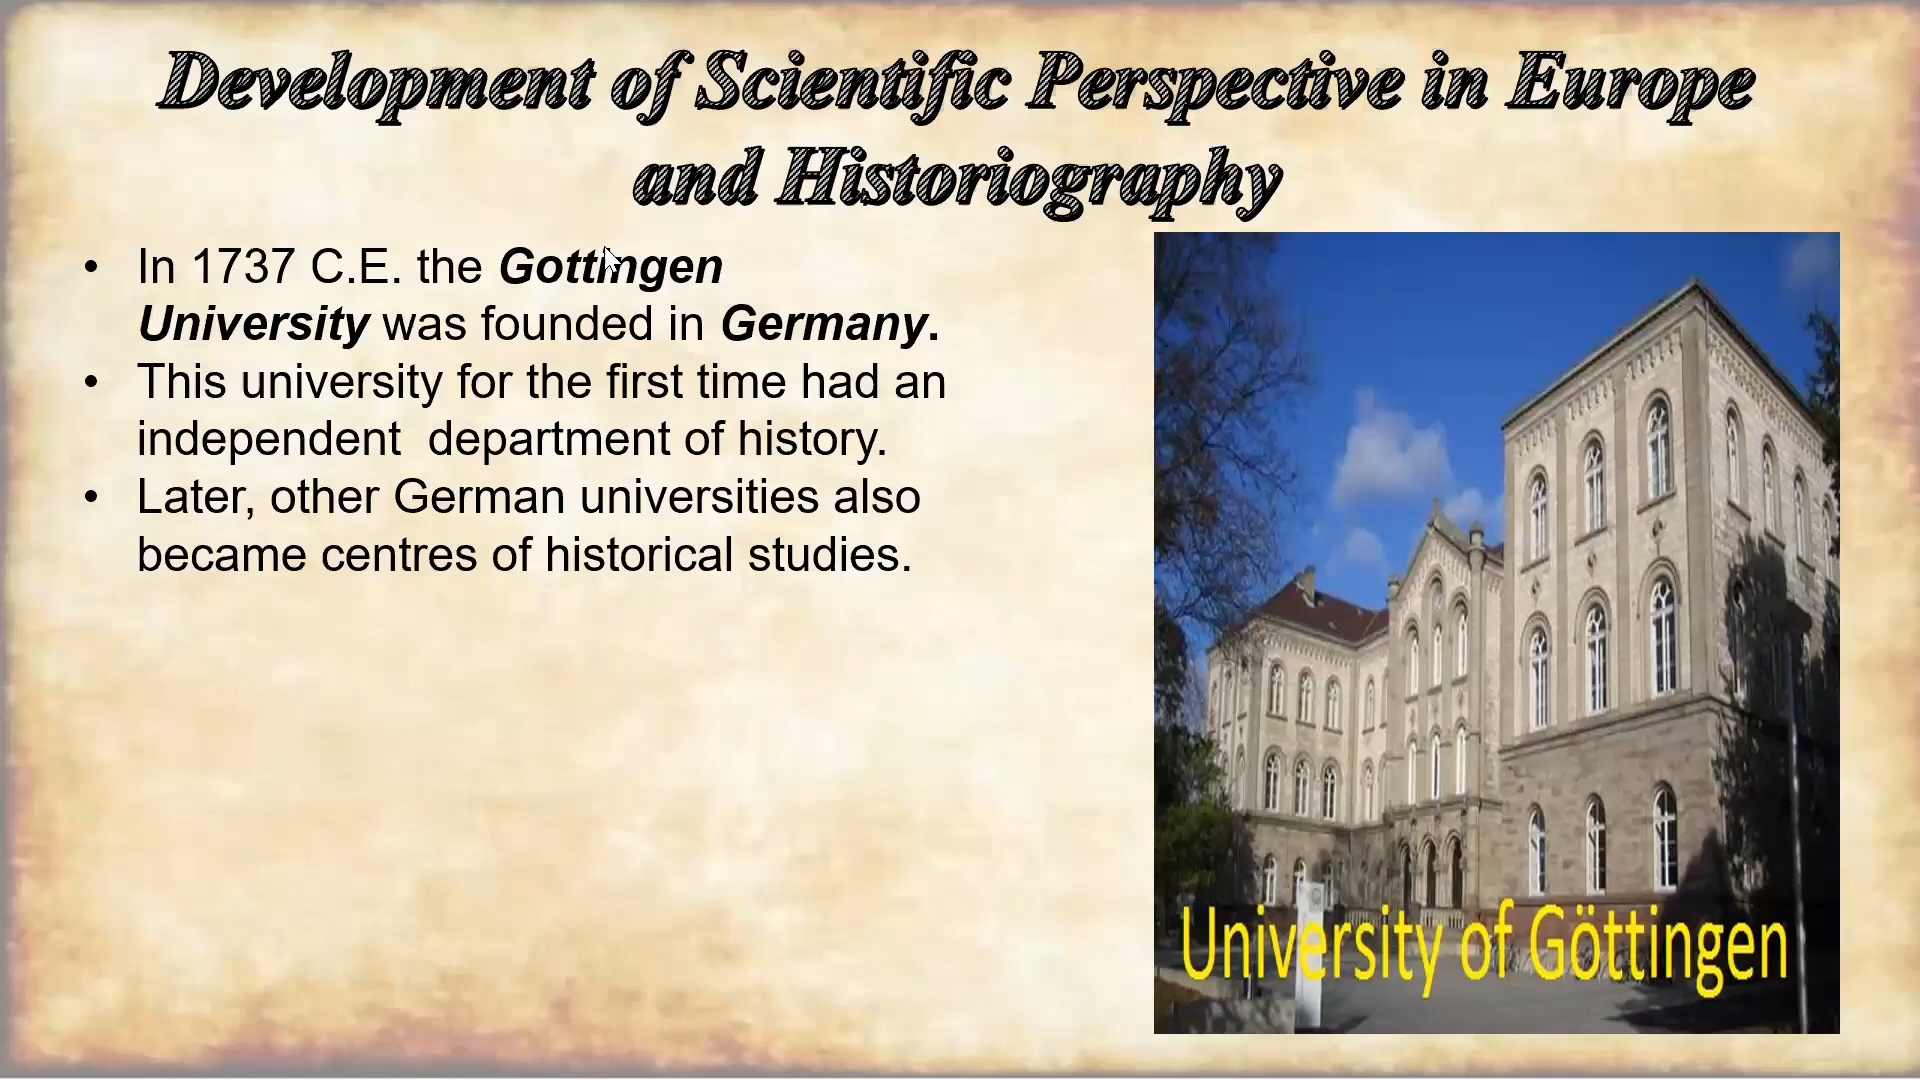 Development of Scientific Perspective in Europe
and Historiography
• In 1737 C.E. the Gottingen
University was founded in Germany.
• This university for the first time had an
independent  department of history.
• Later, other German universities also
became centres of historical studies.
University of Göttingen